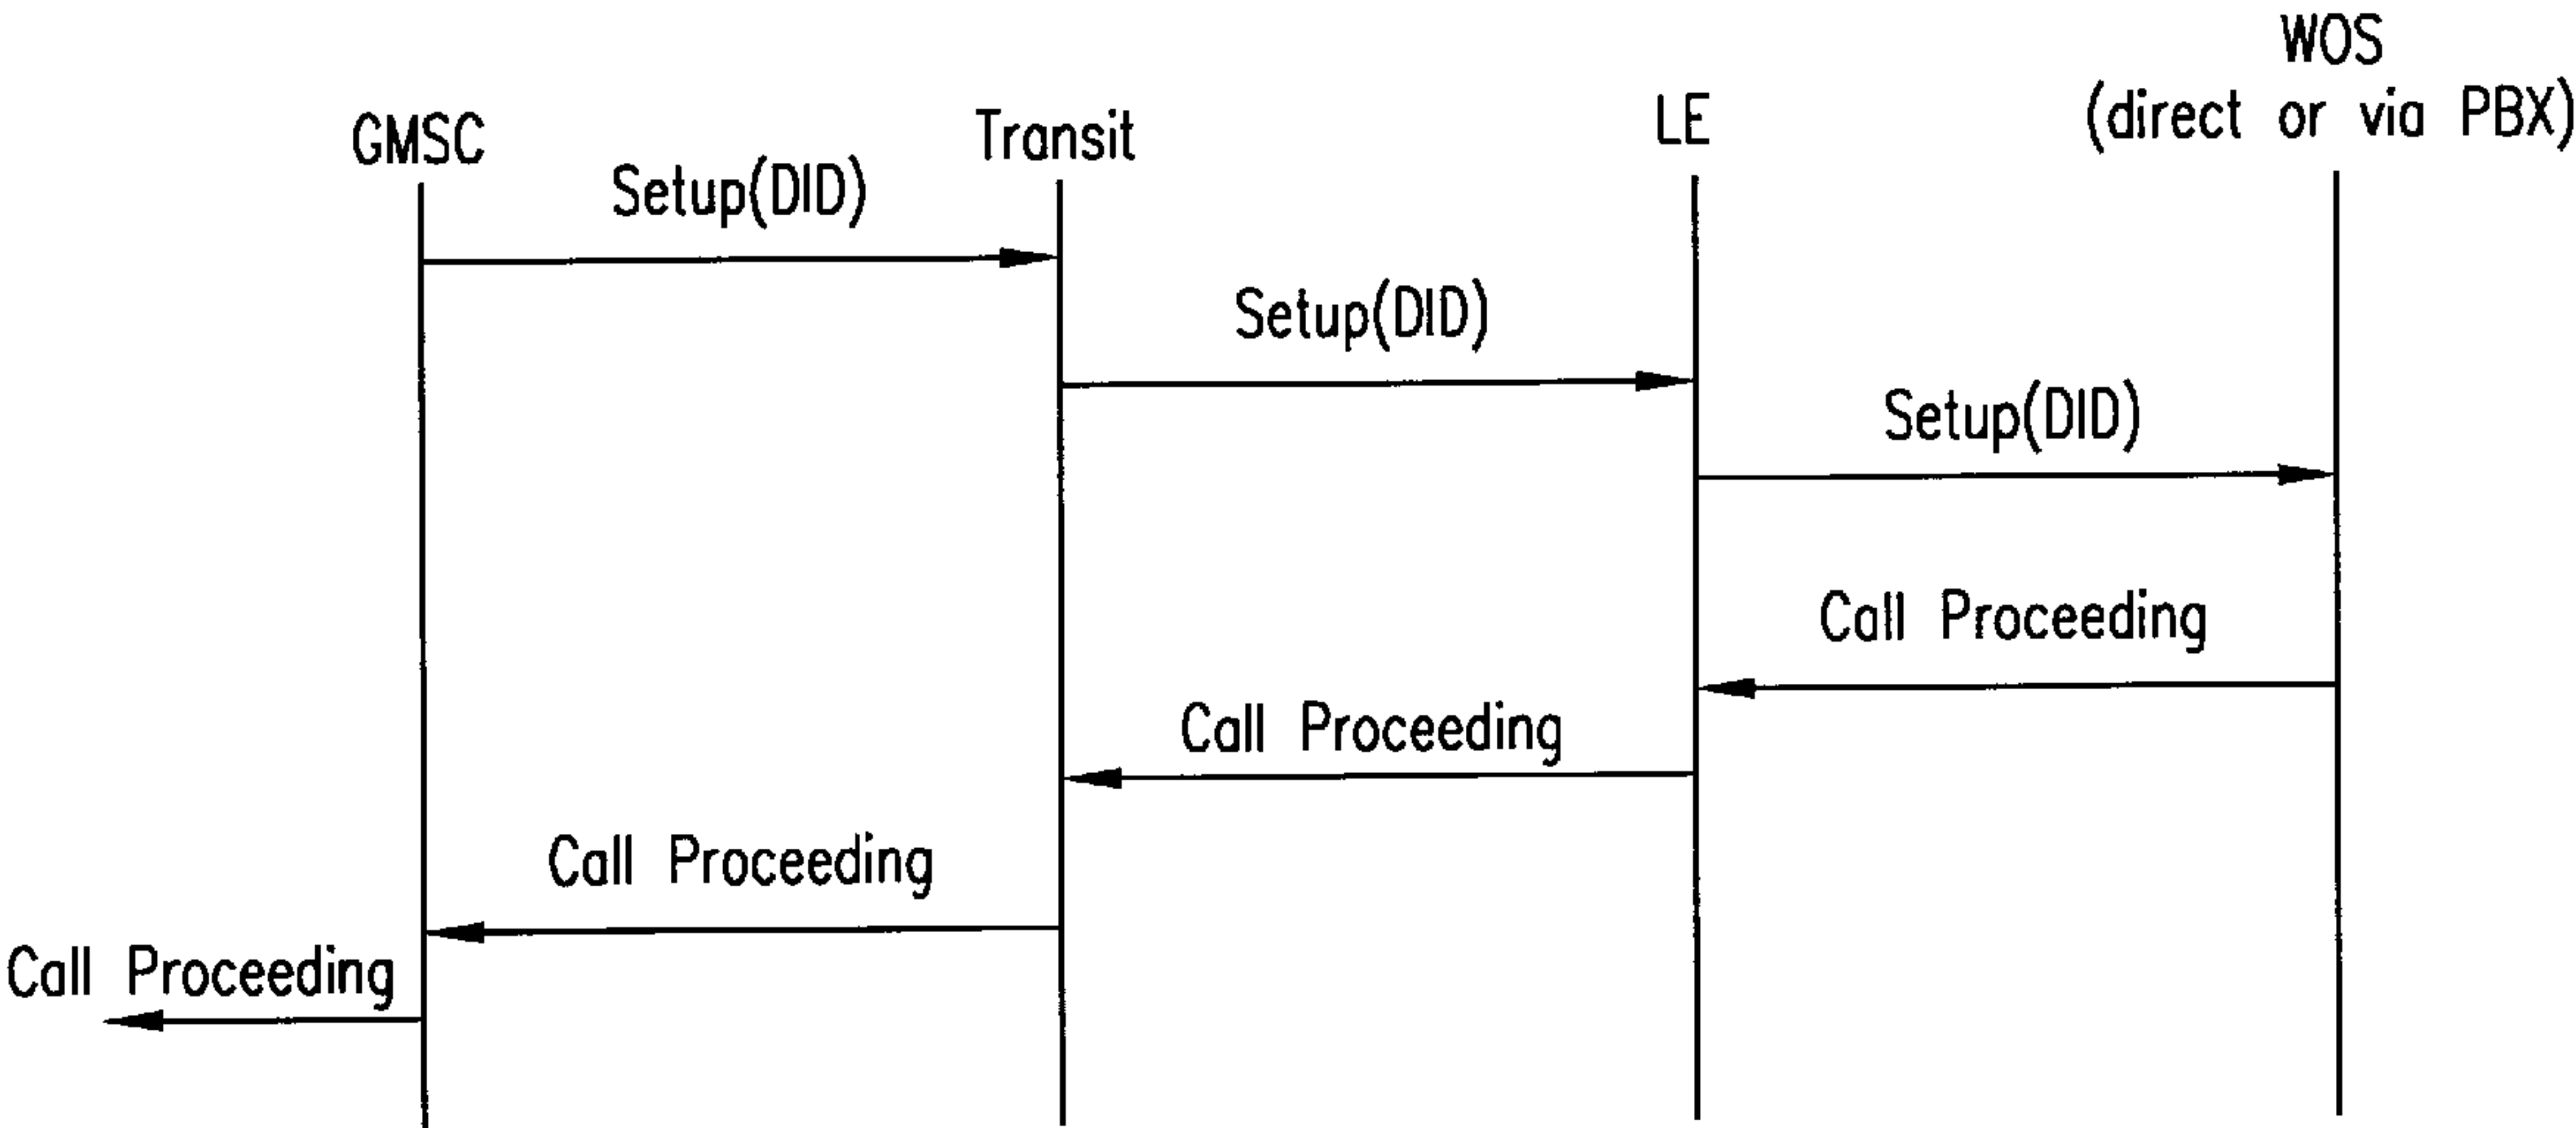 WOS
(direct or via PBX)
GMSC
Transit
LE
Setup(DID)
Setup(DID)
Setup(DID)
Call Proceeding
Call Proceeding
Call Proceeding
Call Proceeding